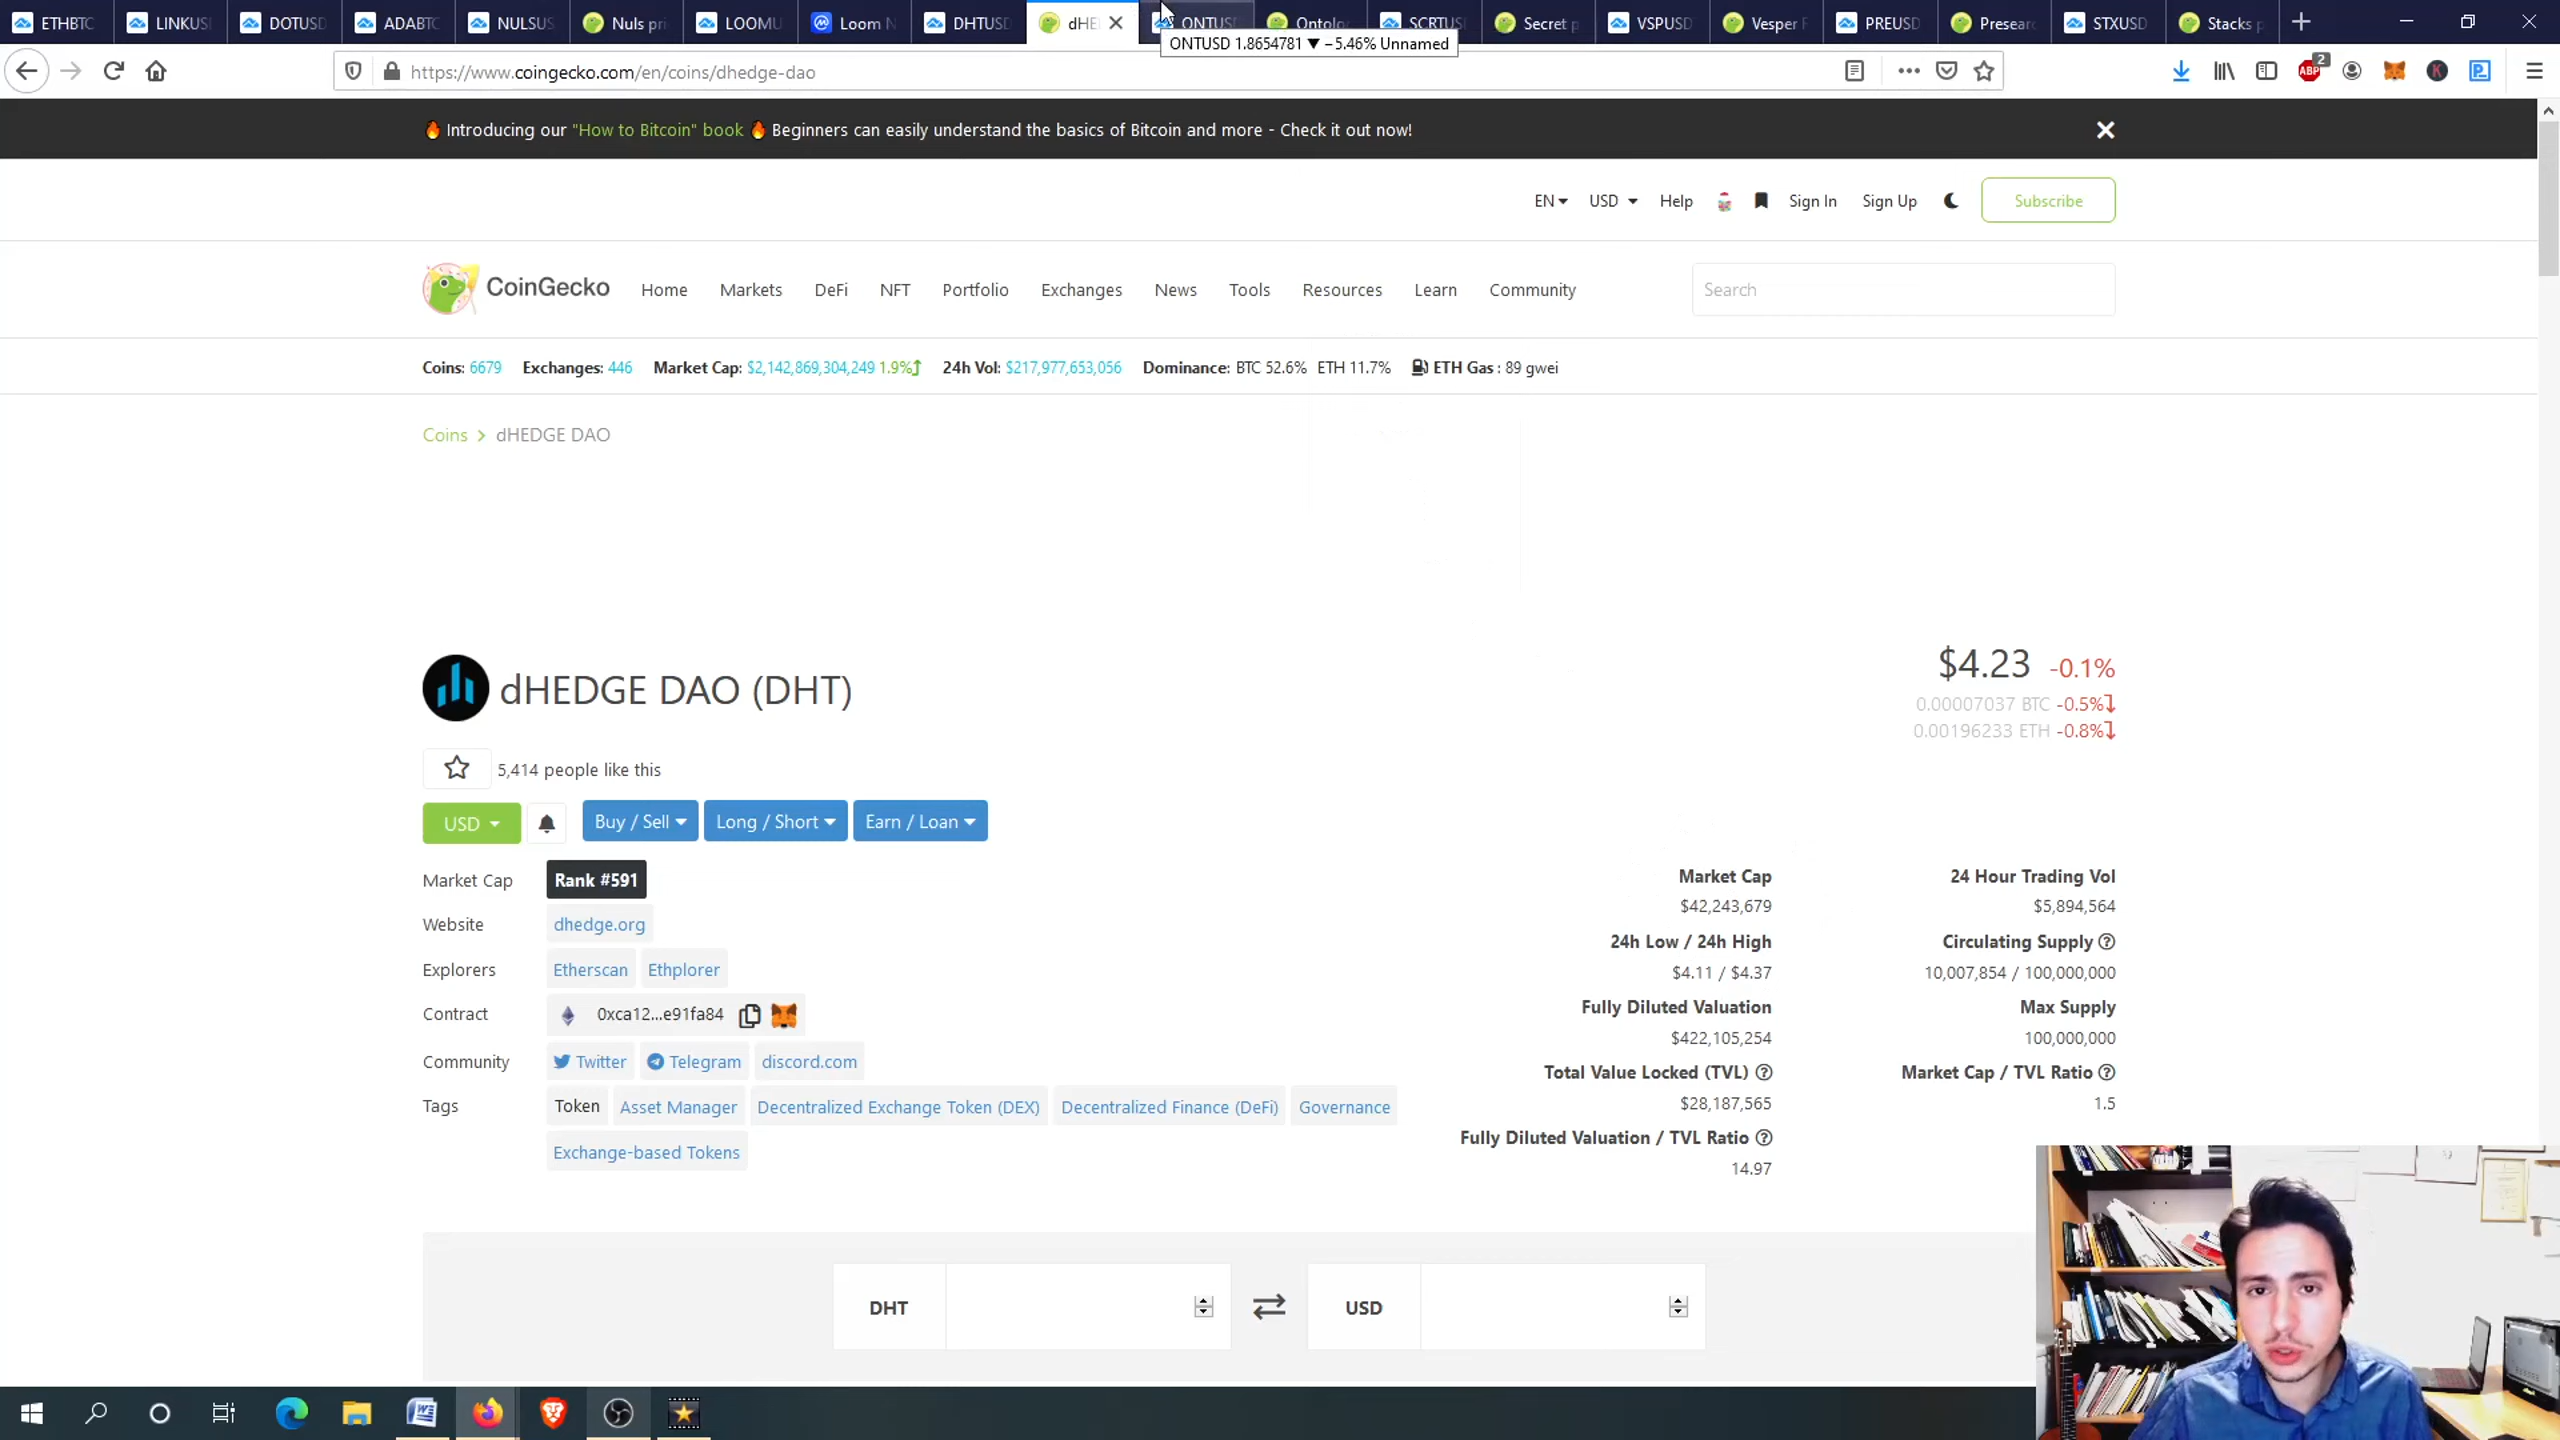 ETHBTC LINKUS DOTUSD ADABTC NULSUS Nuls pri LOOMU Loom N DHTUSD dHE ONTUS Ontolo SCRTUS Secret p VSPUSD Vesper F PREUSD Presear STXUSD Stacks p
ONTUSD 1.8654781 ▼ −5.46% Unnamed
https://www.coingecko.com/en/coins/dhedge-dao
ABP 2
🔥 Introducing our "How to Bitcoin" book 🔥 Beginners can easily understand the basics of Bitcoin and more - Check it out now!
EN USD Help Sign In Sign Up Subscribe
CoinGecko Home Markets DeFi NFT Portfolio Exchanges News Tools Resources Learn Community Search
Coins: 6679 Exchanges: 446 Market Cap: $2,142,869,304,249 1.9% 24h Vol: $217,977,653,056 Dominance: BTC 52.6% ETH 11.7% ETH Gas : 89 gwei
Coins > dHEDGE DAO
dHEDGE DAO (DHT)
$4.23 -0.1%
0.00007037 BTC -0.5%
0.00196233 ETH -0.8%
5,414 people like this
USD Buy / Sell Long / Short Earn / Loan
Market Cap Rank #591
Website dhedge.org
Explorers Etherscan Ethplorer
Contract 0xca12...e91fa84
Community Twitter Telegram discord.com
Tags Token Asset Manager Decentralized Exchange Token (DEX) Decentralized Finance (DeFi) Governance
Exchange-based Tokens
Market Cap 24 Hour Trading Vol
$42,243,679 $5,894,564
24h Low / 24h High Circulating Supply
$4.11 / $4.37 10,007,854 / 100,000,000
Fully Diluted Valuation Max Supply
$422,105,254 100,000,000
Total Value Locked (TVL) Market Cap / TVL Ratio
$28,187,565 1.5
Fully Diluted Valuation / TVL Ratio
14.97
DHT USD